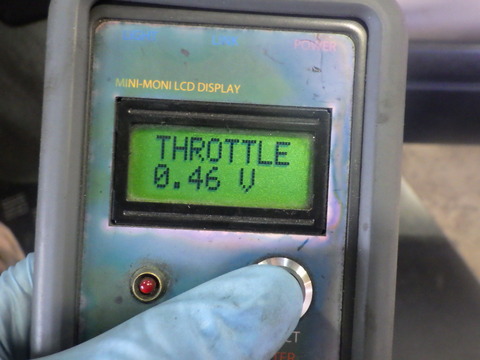 POWER
MINI-MONI LCD DISPLAY
THROTTLE
0.46 V